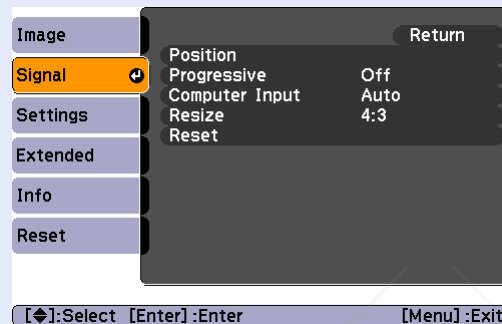 Image
Signal
Settings
Extended
Info
Reset
Return
Position
Progressive Off
Computer Input Auto
Resize 4:3
Reset
[◆]:Select [Enter]:Enter [Menu]:Exit